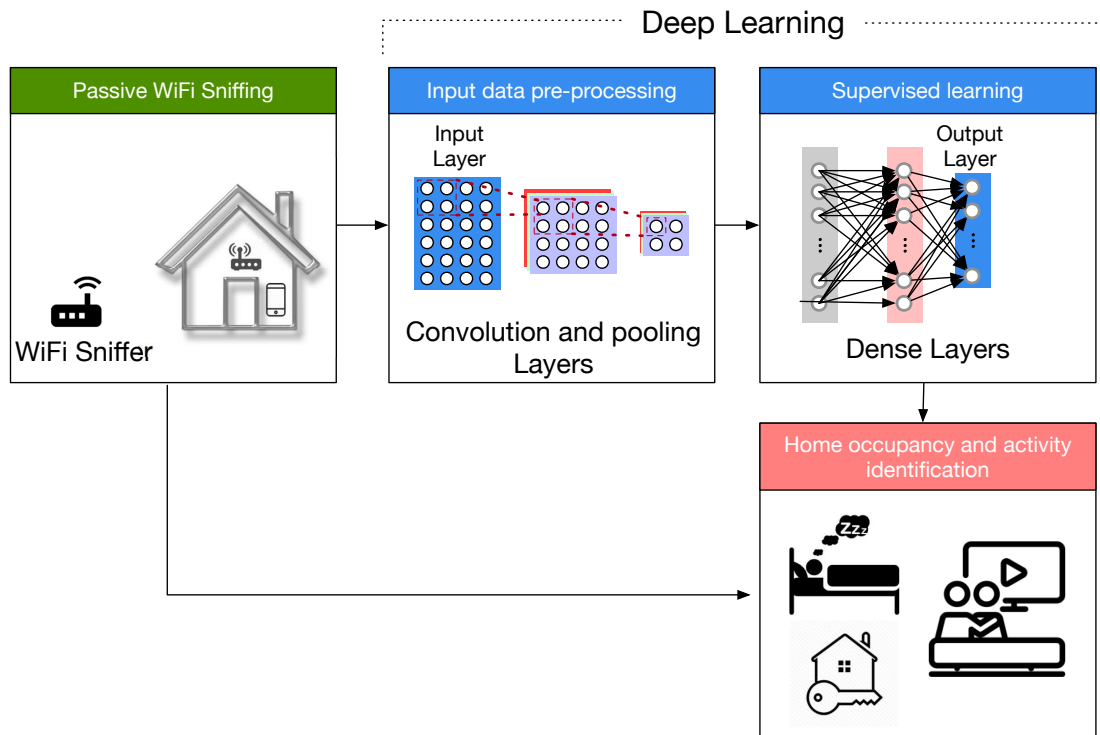 Deep Learning
Passive WiFi Sniffing
Input data pre-processing
Supervised learning
Input
Layer
Output
Layer
WiFi Sniffer
Convolution and pooling
Layers
Dense Layers
Home occupancy and activity
identification
ZZZz